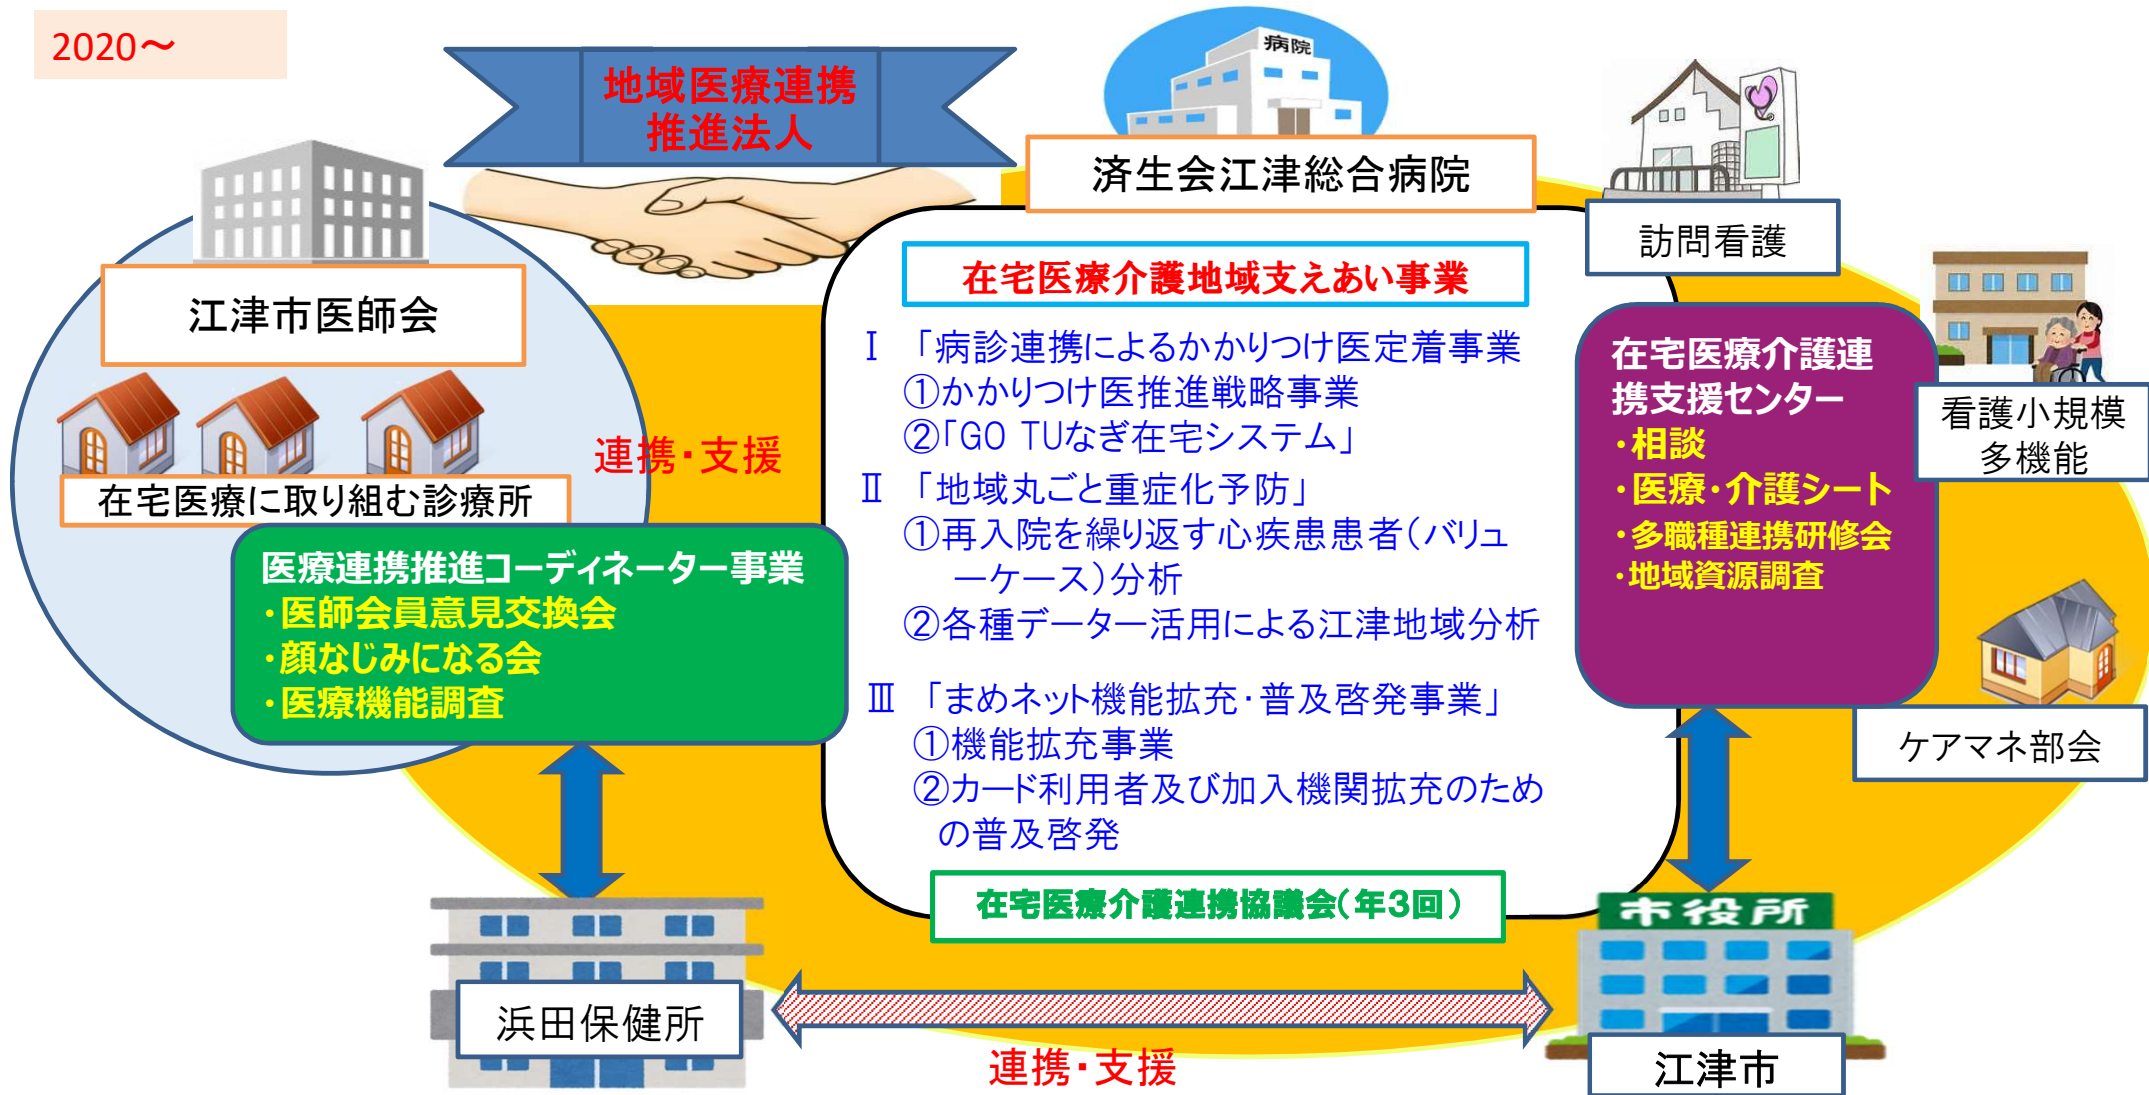 2020～
地域医療連携
推進法人
病院
済生会江津総合病院
訪問看護
江津市医師会
在宅医療に取り組む診療所
連携・支援
医療連携推進コーディネーター事業
・医師会員意見交換会
・顔なじみになる会
・医療機能調査
在宅医療介護地域支えあい事業
Ⅰ 「病診連携によるかかりつけ医定着事業
①かかりつけ医推進戦略事業
②「GO TUなぎ在宅システム」
Ⅱ 「地域丸ごと重症化予防」
①再入院を繰り返す心疾患患者（バリュ
ーケース）分析
②各種データー活用による江津地域分析
Ⅲ 「まめネット機能拡充・普及啓発事業」
①機能拡充事業
②カード利用者及び加入機関拡充のため
の普及啓発
在宅医療介護連携協議会（年３回）
在宅医療介護連
携支援センター
・相談
・医療・介護シート
・多職種連携研修会
・地域資源調査
看護小規模
多機能
ケアマネ部会
浜田保健所
連携・支援
市役所
江津市